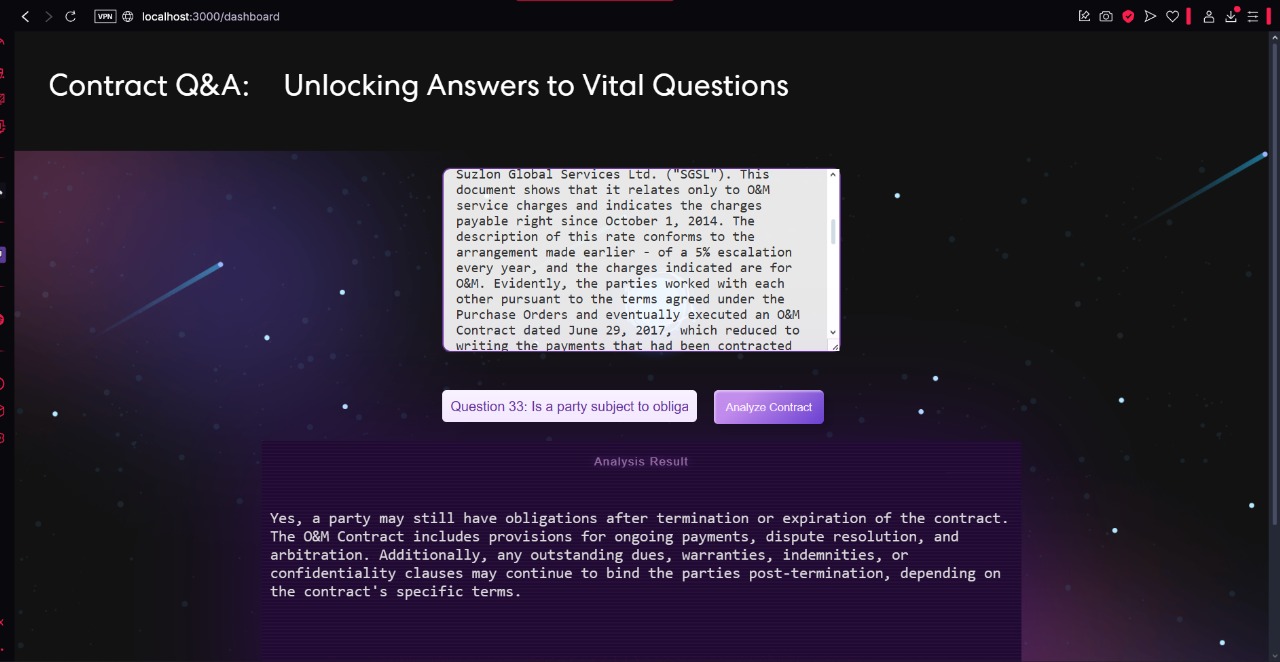 VPN localhost:3000/dashboard
Contract Q&A: Unlocking Answers to Vital Questions
Suzlon Global Services Ltd. ("SGSL"). This
document shows that it relates only to O&M
service charges and indicates the charges
payable right since October 1, 2014. The
description of this rate conforms to the
arrangement made earlier - of a 5% escalation
every year, and the charges indicated are for
O&M. Evidently, the parties worked with each
other pursuant to the terms agreed under the
Purchase Orders and eventually executed an O&M
Contract dated June 29, 2017, which reduced to
writing the payments that had been contracted
Question 33: Is a party subject to obliga
Analyze Contract
Analysis Result
Yes, a party may still have obligations after termination or expiration of the contract.
The O&M Contract includes provisions for ongoing payments, dispute resolution, and
arbitration. Additionally, any outstanding dues, warranties, indemnities, or
confidentiality clauses may continue to bind the parties post-termination, depending on
the contract's specific terms.